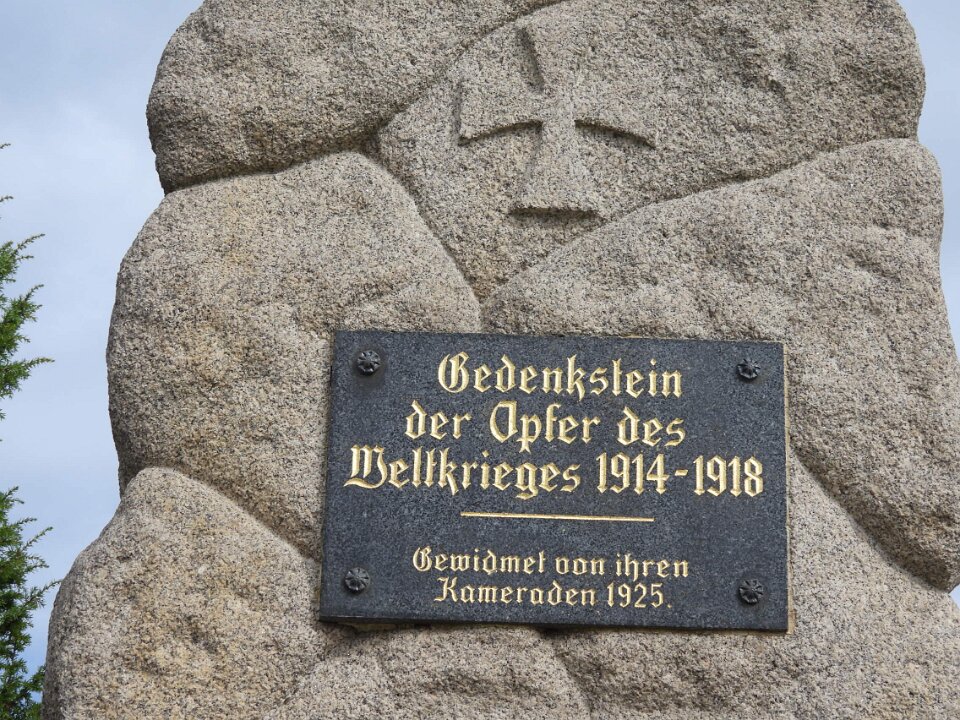 Gedenkstein
der Opfer des
Weltkrieges 1914-1918
Gewidmet von ihren
Kameraden 1925.